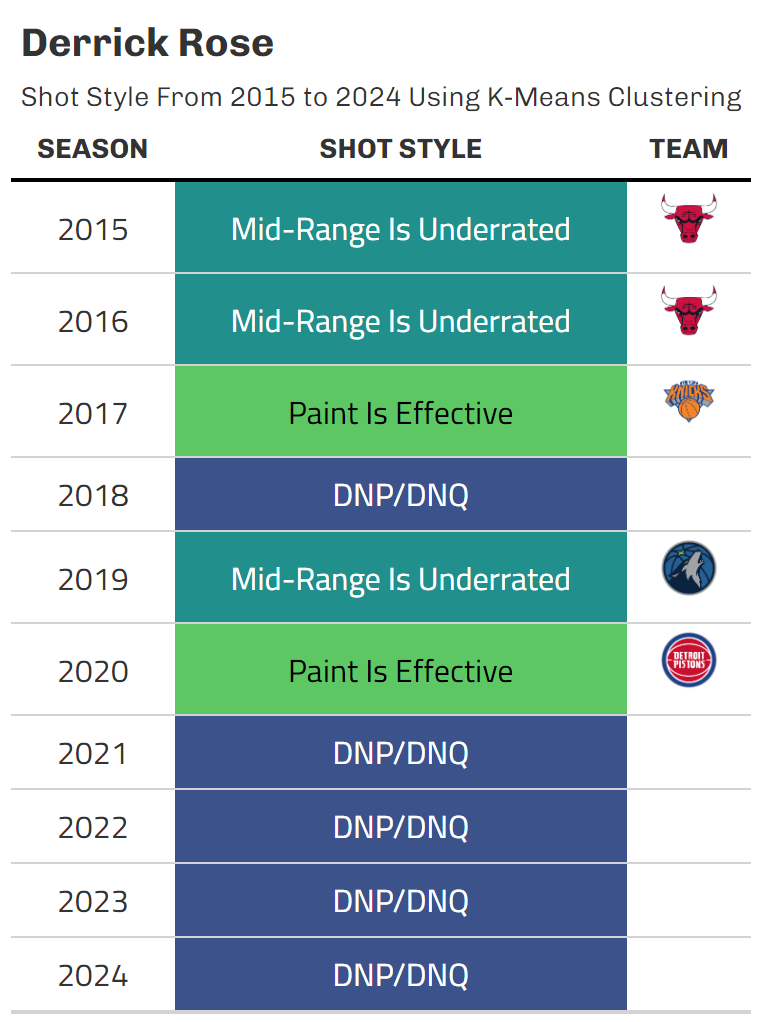 Derrick Rose
Shot Style From 2015 to 2024 Using K-Means Clustering
SEASON SHOT STYLE TEAM
2015 Mid-Range Is Underrated
2016 Mid-Range Is Underrated
2017 Paint Is Effective KNICKS
2018 DNP/DNQ
2019 Mid-Range Is Underrated
2020 Paint Is Effective DETROIT PISTONS
2021 DNP/DNQ
2022 DNP/DNQ
2023 DNP/DNQ
2024 DNP/DNQ